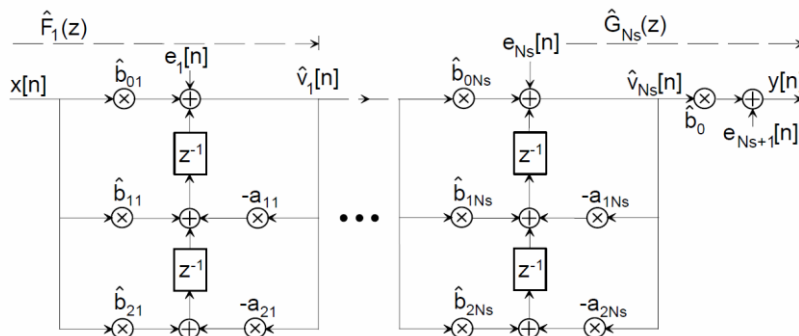 F̂₁(z)
Ĝ_Ns(z)
e₁[n]
e_Ns[n]
x[n]
b̂₀₁
v̂₁[n]
b̂₀Ns
v̂_Ns[n]
y[n
b̂₀
e_Ns+1[n]
z⁻¹
z⁻¹
b̂₁₁
-a₁₁
b̂₁Ns
-a₁Ns
z⁻¹
z⁻¹
b̂₂₁
-a₂₁
b̂₂Ns
-a₂Ns